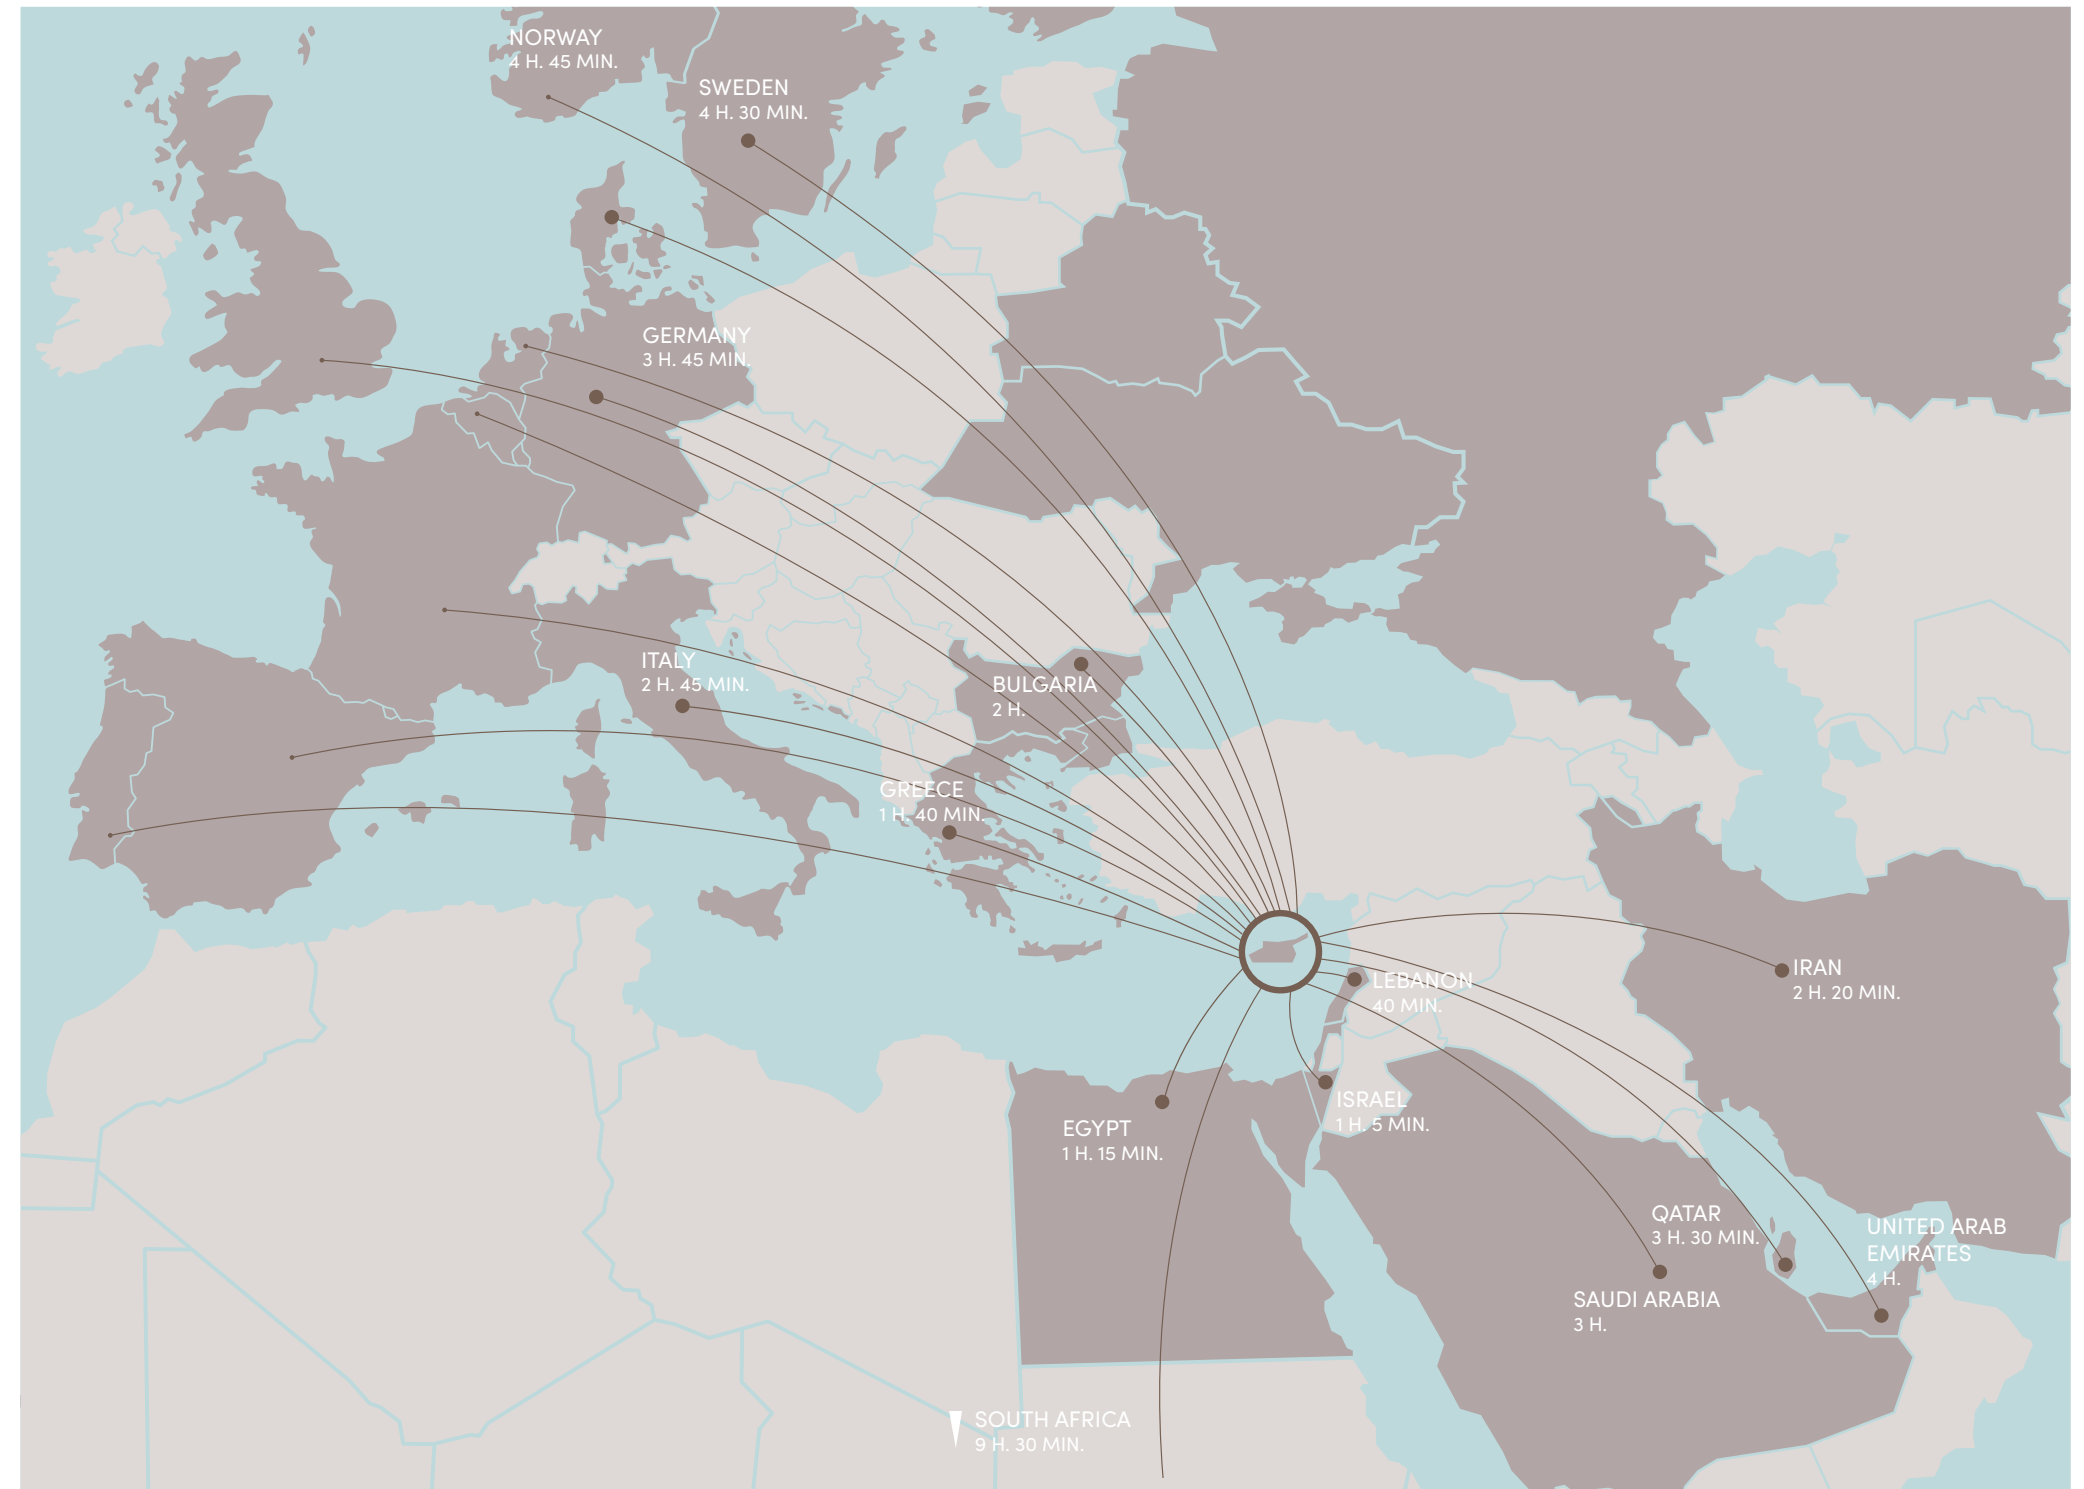 NORWAY
4 H. 45 MIN.
SWEDEN
4 H. 30 MIN.
GERMANY
3 H. 45 MIN.
ITALY
2 H. 45 MIN.
BULGARIA
2 H.
GREECE
1 H. 40 MIN.
IRAN
2 H. 20 MIN.
LEBANON
40 MIN.
ISRAEL
1 H. 5 MIN.
EGYPT
1 H. 15 MIN.
QATAR
3 H. 30 MIN.
UNITED ARAB
EMIRATES
4 H.
SAUDI ARABIA
3 H.
SOUTH AFRICA
9 H. 30 MIN.